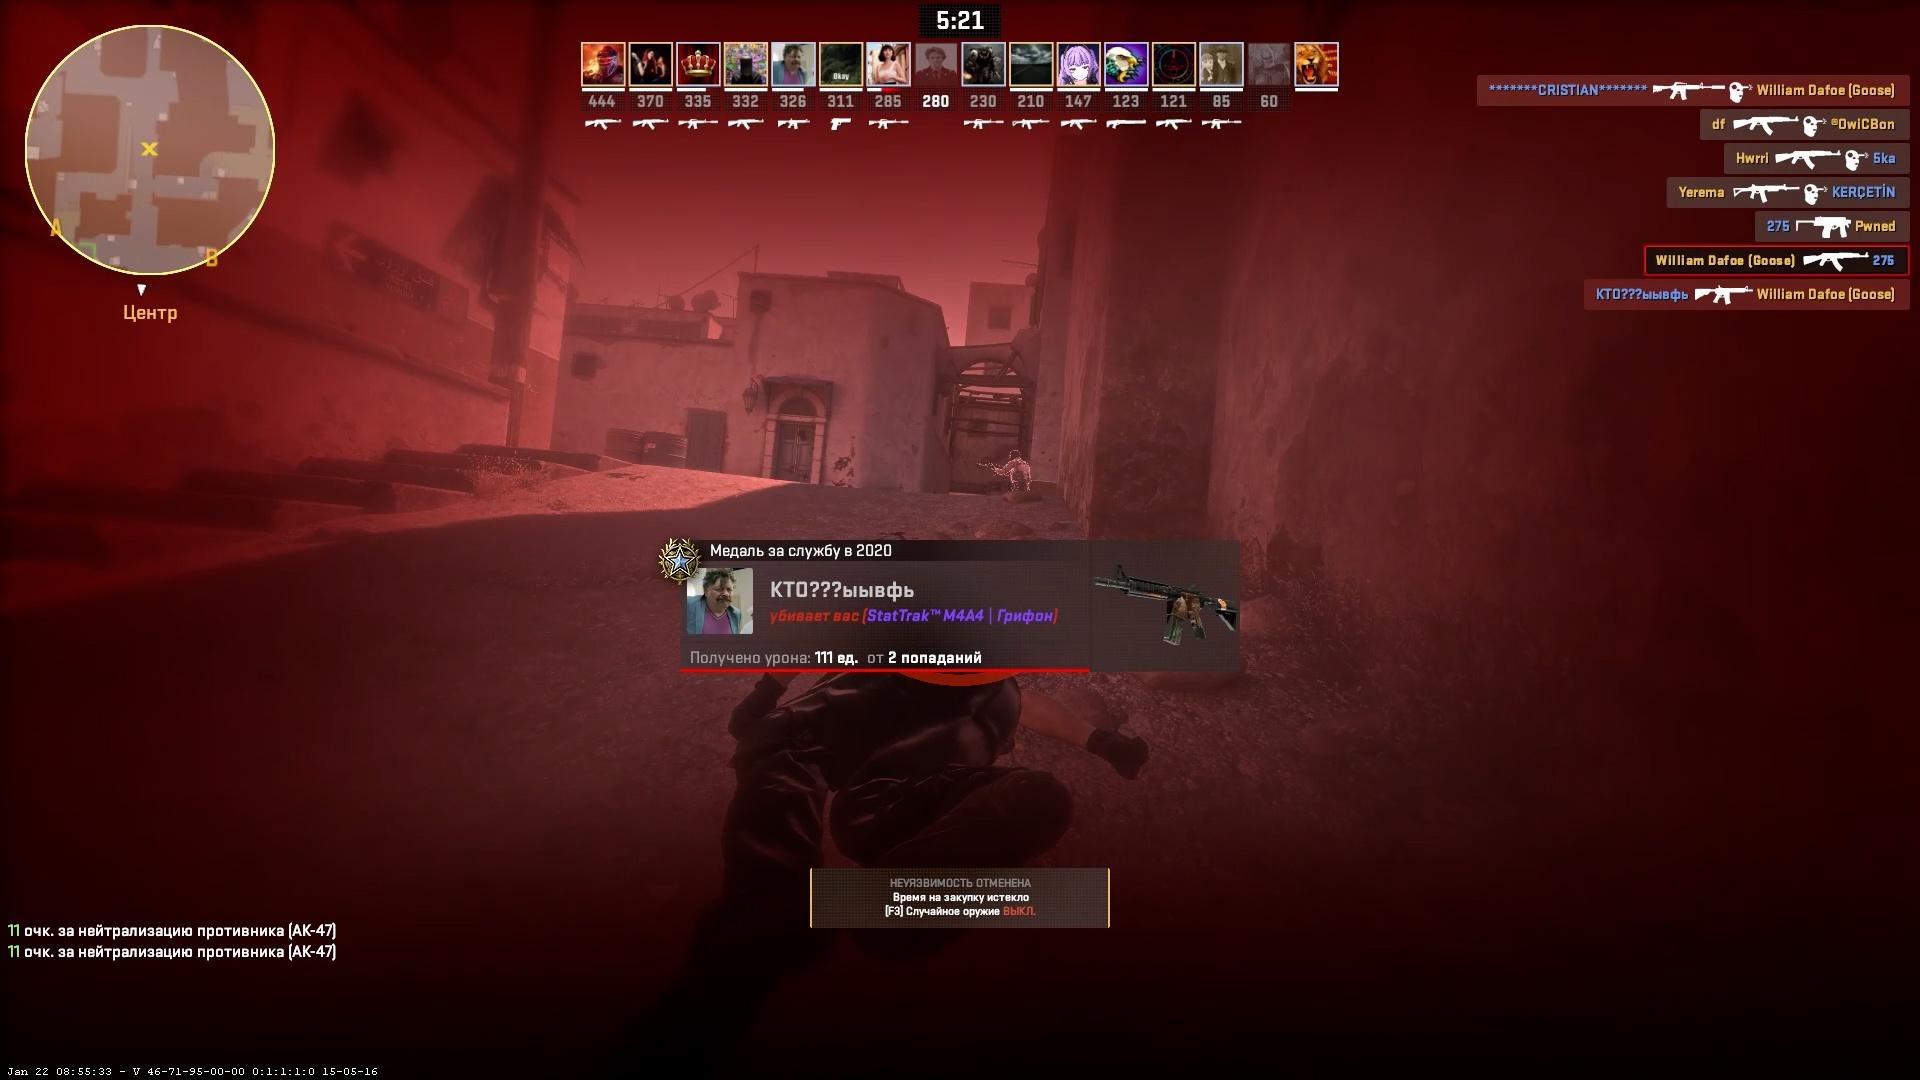 5:21
444 370 335 332 326 311 285 280 230 210 147 123 121 85 60
Okay
*******CRISTIAN******* William Dafoe (Goose)
df ®OwiCBon
Hwrri 5ka
Yerema KERÇETİN
275 Pwned
William Dafoe (Goose) 275
КТО???ыывфь William Dafoe (Goose)
A
B
Центр
Медаль за службу в 2020
КТО???ыывфь
убивает вас (StatTrak™ M4A4 | Грифон)
Получено урона: 111 ед. от 2 попаданий
НЕУЯЗВИМОСТЬ ОТМЕНЕНА
Время на закупку истекло
[F3] Случайное оружие ВЫКЛ.
11 очк. за нейтрализацию противника (AK-47)
11 очк. за нейтрализацию противника (AK-47)
Jan 22 08:55:33 - V 46-71-95-00-00 0:1:1:1:0 15-05-16